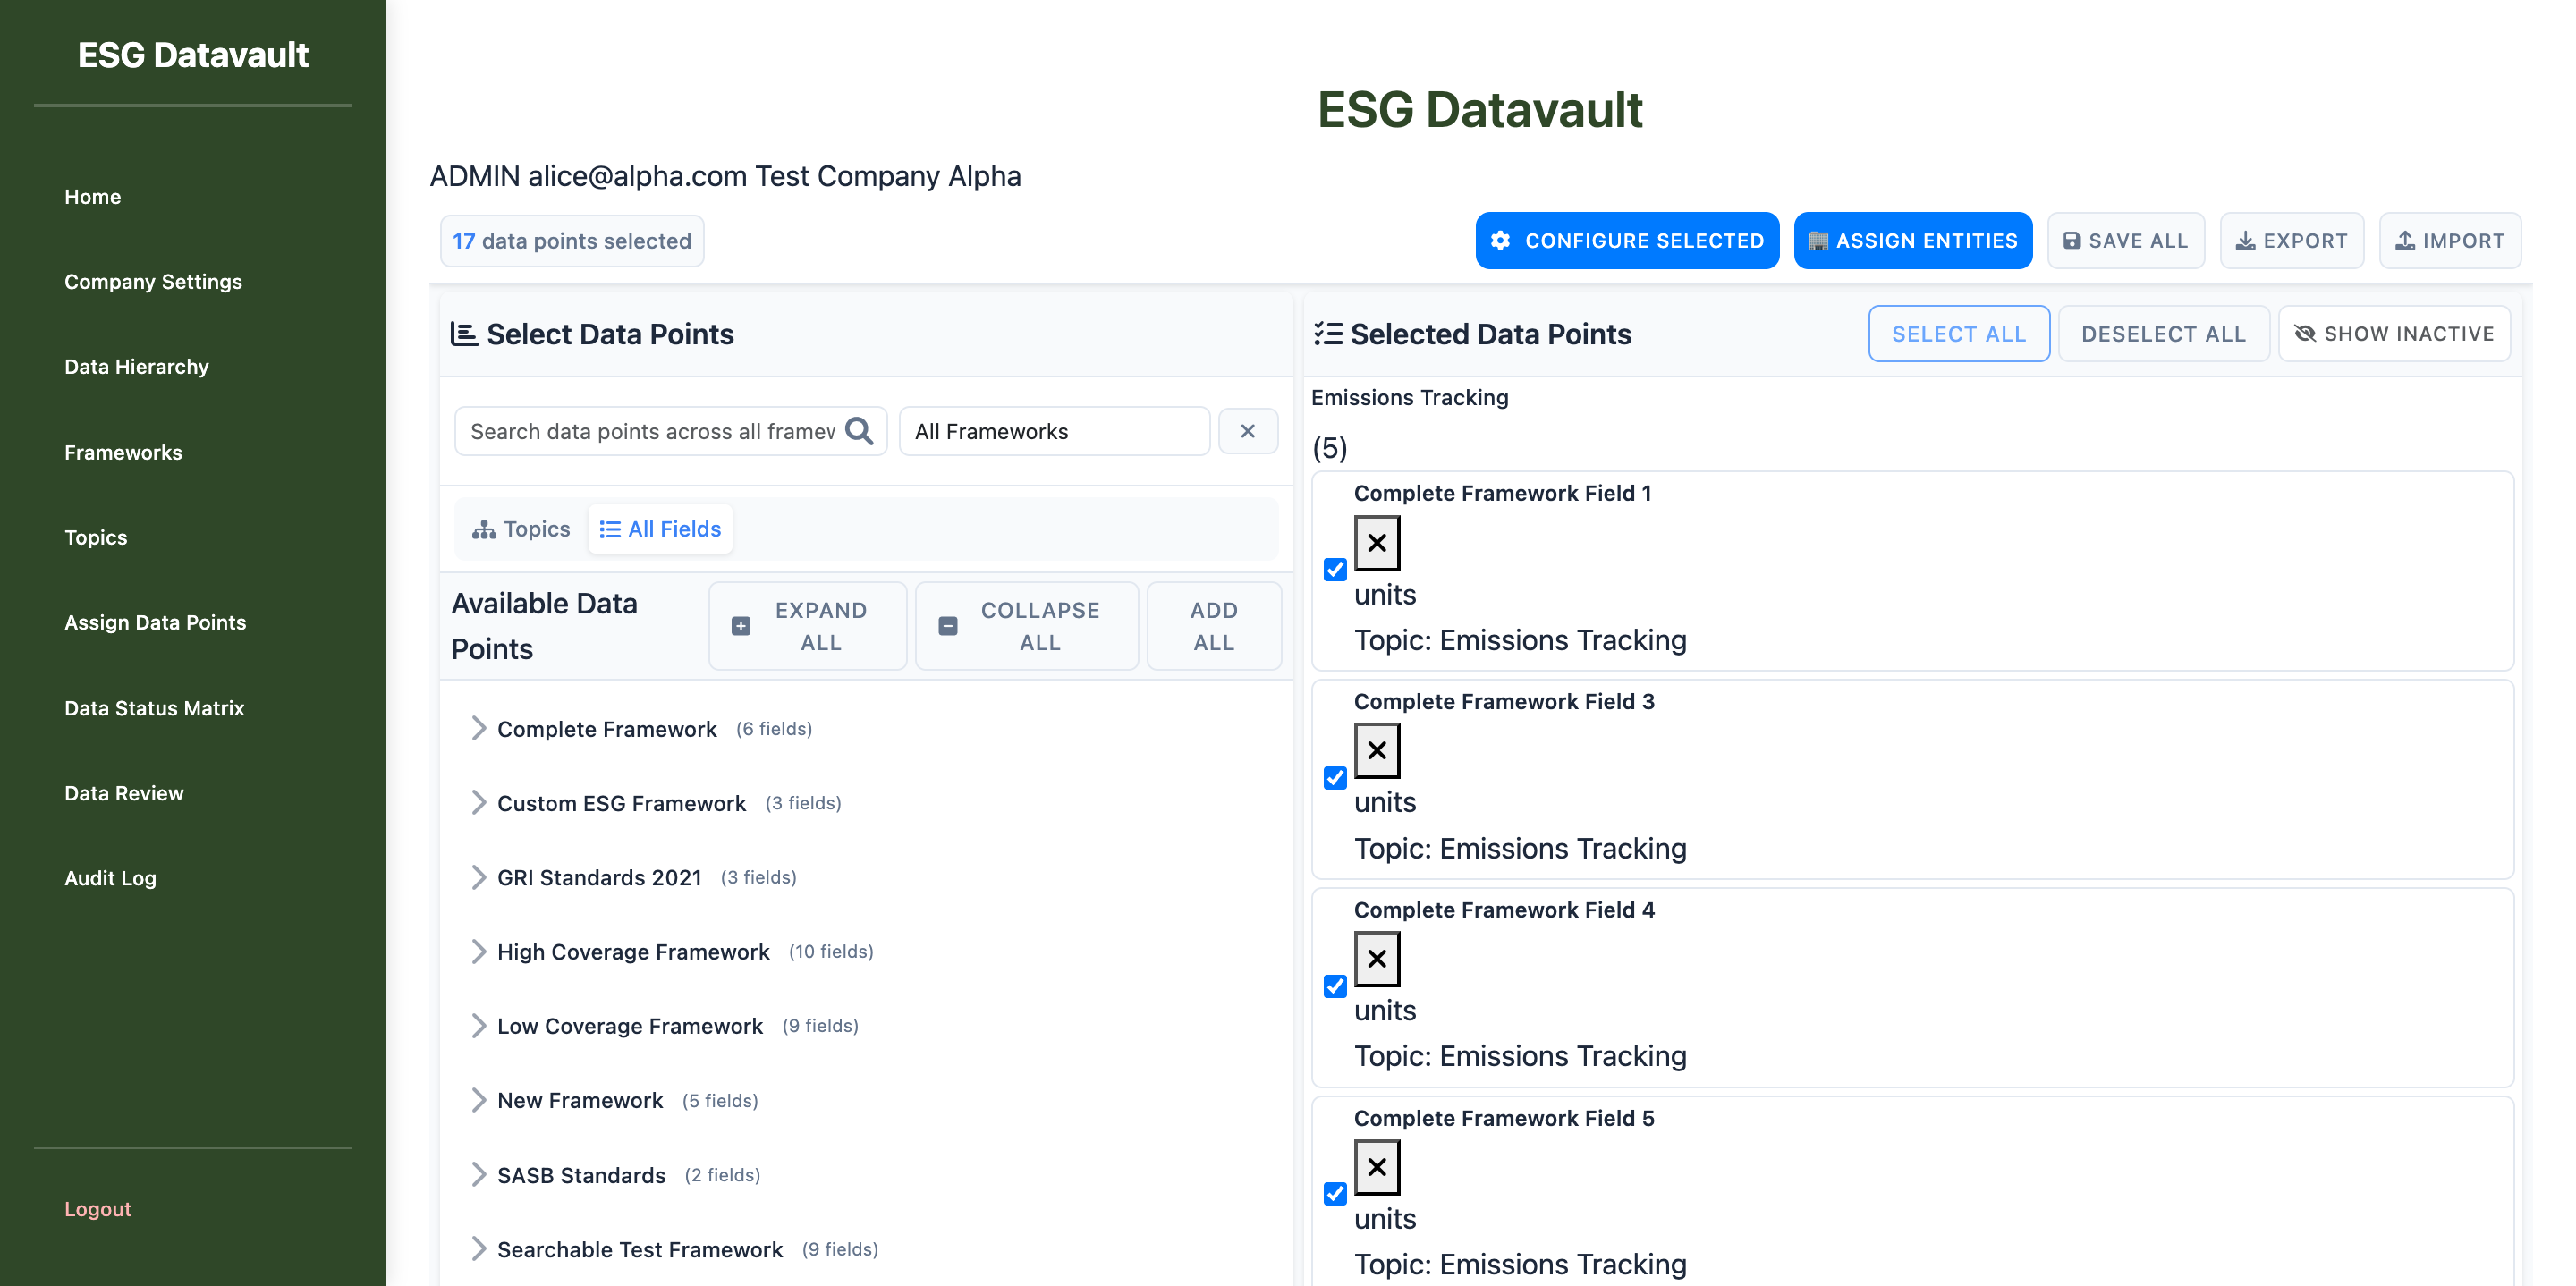 ESG Datavault
Home
Company Settings
Data Hierarchy
Frameworks
Topics
Assign Data Points
Data Status Matrix
Data Review
Audit Log
Logout
ESG Datavault
ADMIN alice@alpha.com Test Company Alpha
17 data points selected
CONFIGURE SELECTED
ASSIGN ENTITIES
SAVE ALL
EXPORT
IMPORT
Select Data Points
Search data points across all framew
All Frameworks
Topics
All Fields
Available Data
Points
EXPAND
ALL
COLLAPSE
ALL
ADD
ALL
Complete Framework (6 fields)
Custom ESG Framework (3 fields)
GRI Standards 2021 (3 fields)
High Coverage Framework (10 fields)
Low Coverage Framework (9 fields)
New Framework (5 fields)
SASB Standards (2 fields)
Searchable Test Framework (9 fields)
Selected Data Points
SELECT ALL
DESELECT ALL
SHOW INACTIVE
Emissions Tracking
(5)
Complete Framework Field 1
units
Topic: Emissions Tracking
Complete Framework Field 3
units
Topic: Emissions Tracking
Complete Framework Field 4
units
Topic: Emissions Tracking
Complete Framework Field 5
units
Topic: Emissions Tracking